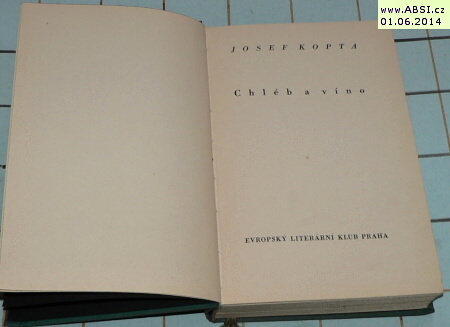 www.ABSI.cz
01.06.2014
JOSEF KOPTA
Chléb a víno
EVROPSKÝ LITERÁRNÍ KLUB PRAHA